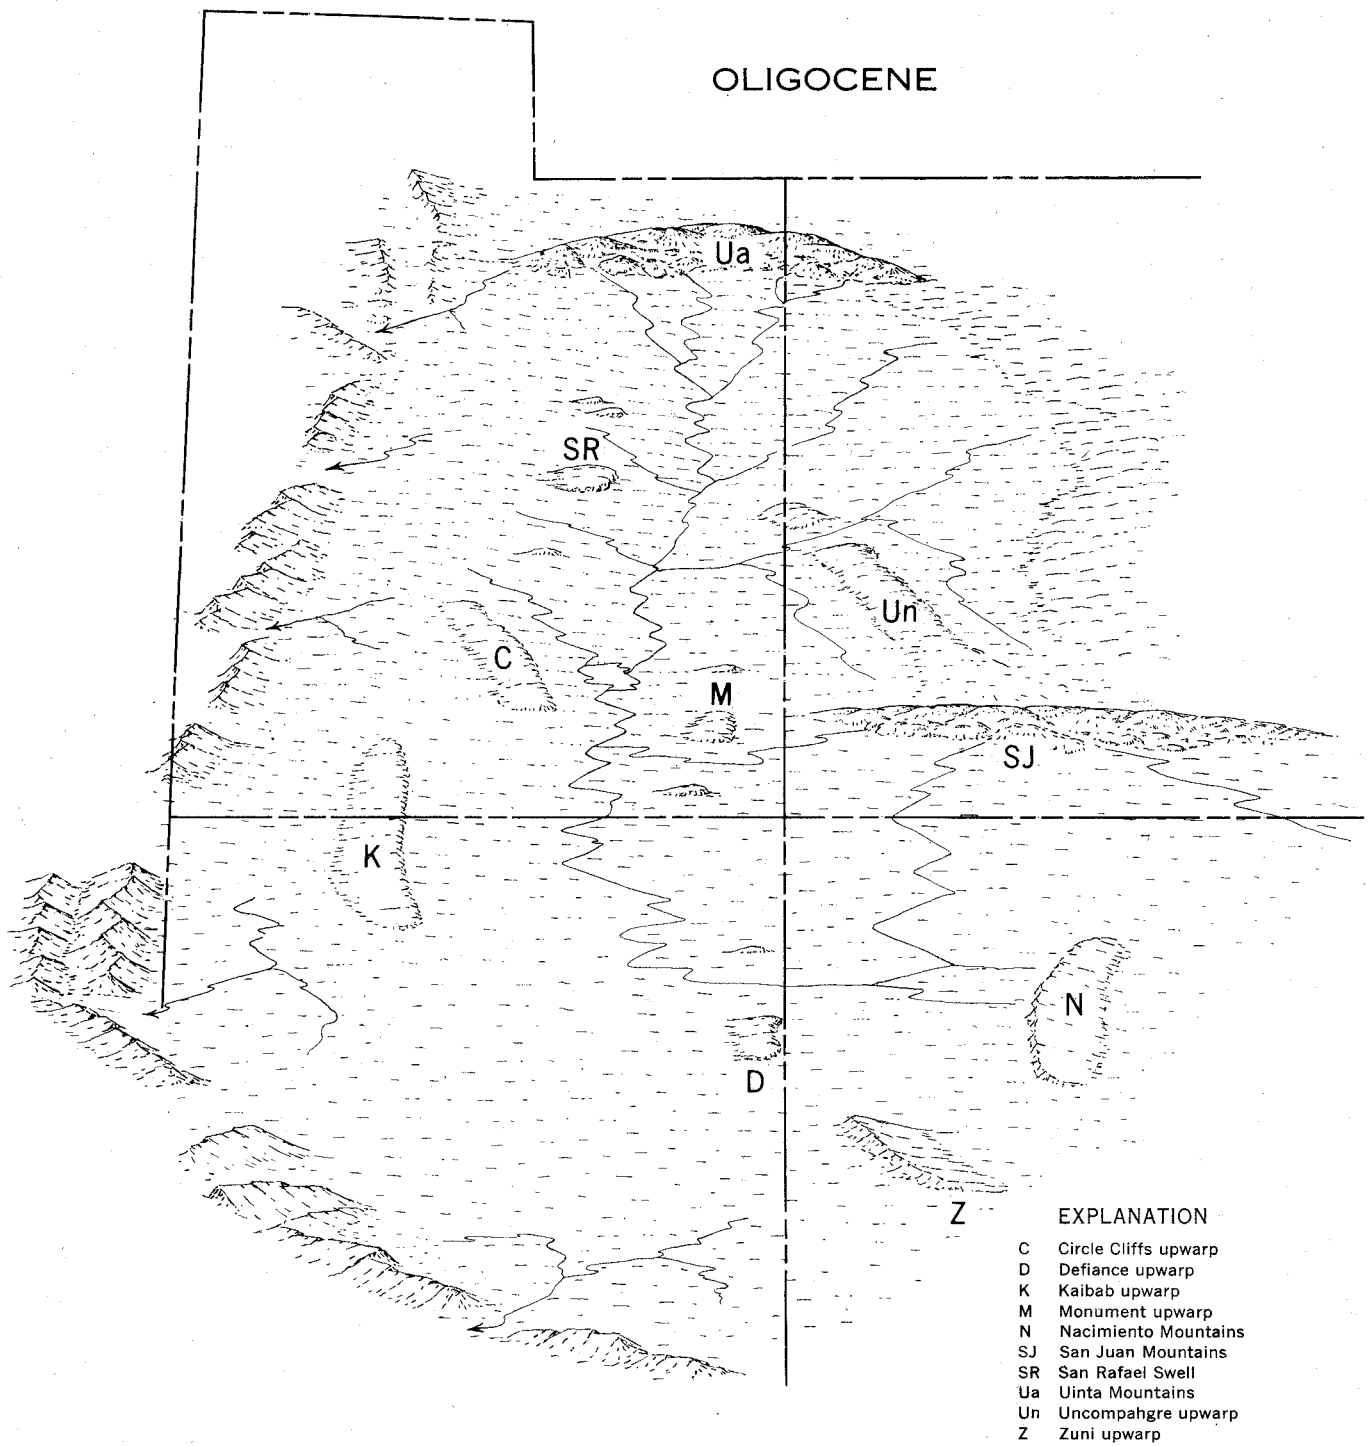 OLIGOCENE
Ua
SR
Un
C
M
SJ
K
N
D
Z
EXPLANATION
C Circle Cliffs upwarp
D Defiance upwarp
K Kaibab upwarp
M Monument upwarp
N Nacimiento Mountains
SJ San Juan Mountains
SR San Rafael Swell
Ua Uinta Mountains
Un Uncompahgre upwarp
Z Zuni upwarp